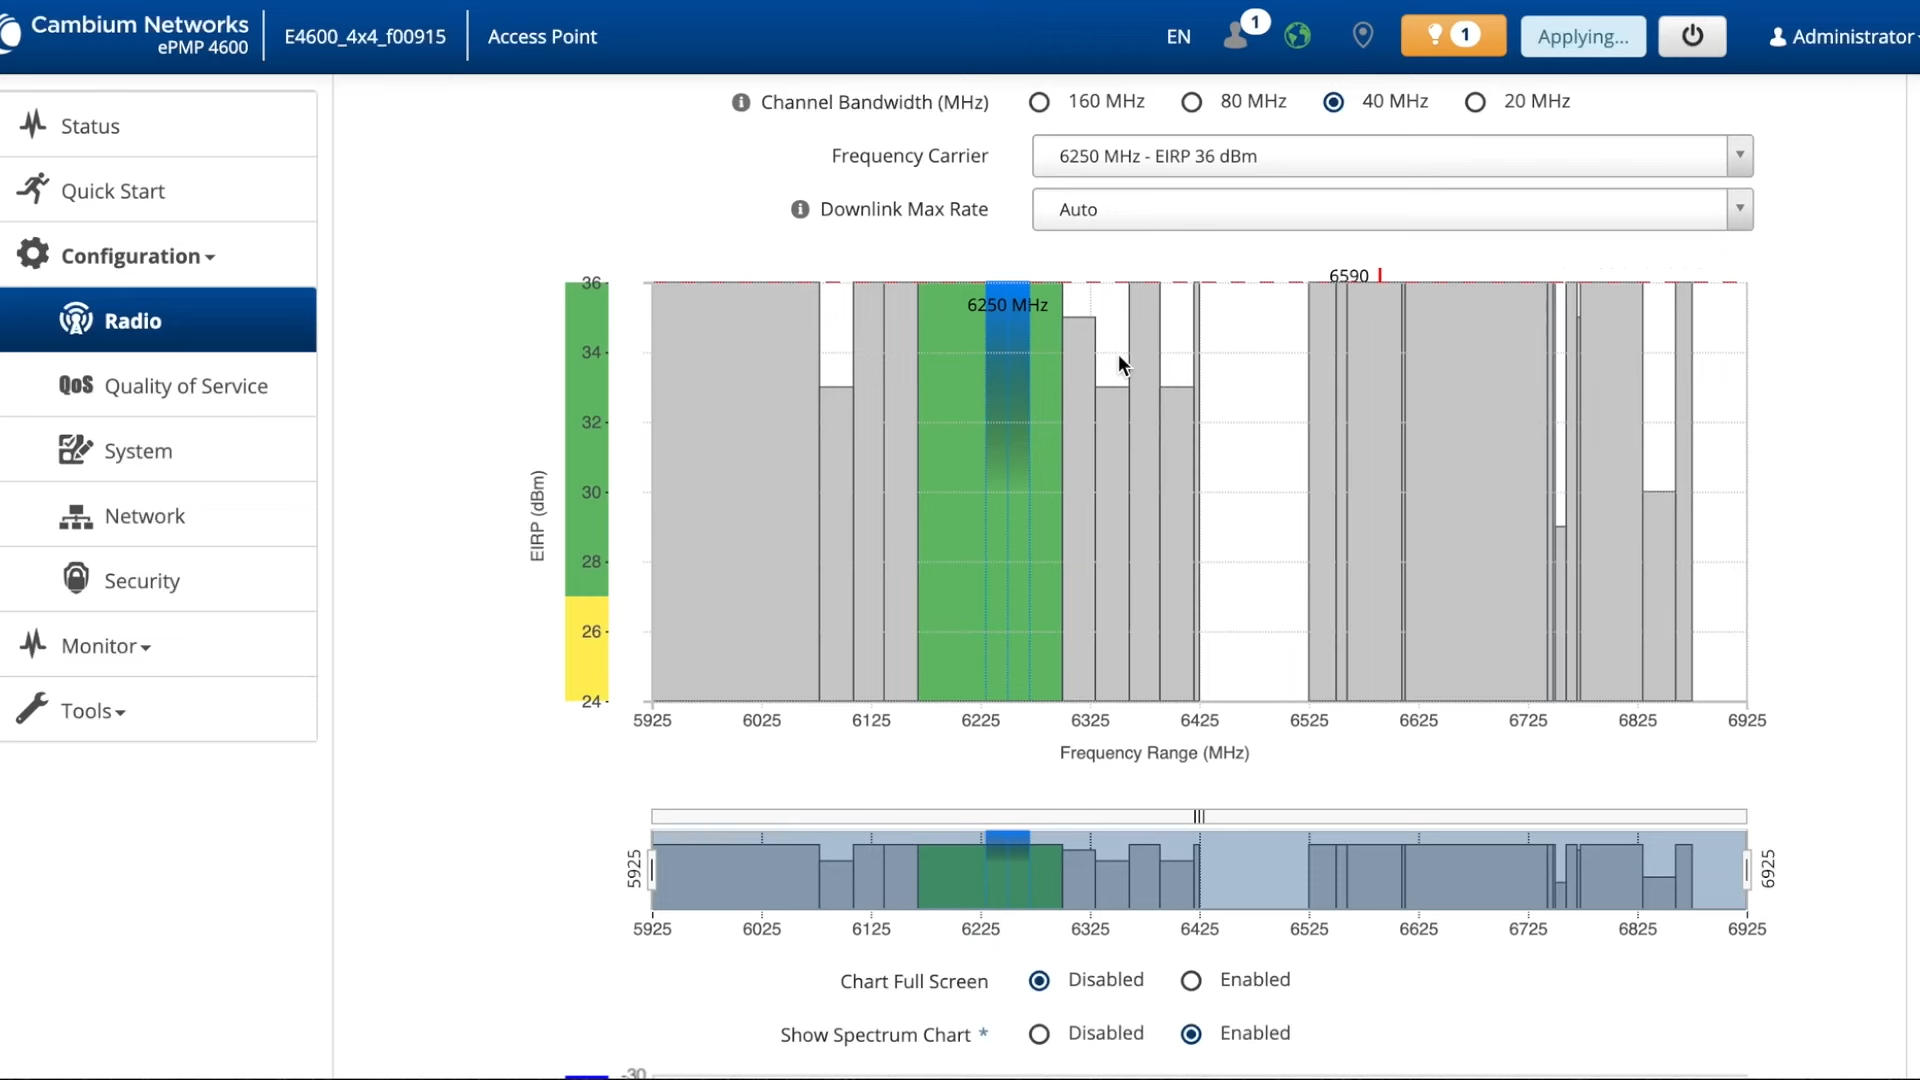 Cambium Networks
ePMP 4600
E4600_4x4_f00915
Access Point
EN
1
1
Applying...
Administrator
Status
Quick Start
Configuration
Radio
QoS Quality of Service
System
Network
Security
Monitor
Tools
Channel Bandwidth (MHz)
160 MHz
80 MHz
40 MHz
20 MHz
Frequency Carrier
6250 MHz - EIRP 36 dBm
Downlink Max Rate
Auto
6590
6250 MHz
EIRP (dBm)
36
34
32
30
28
26
24
5925 6025 6125 6225 6325 6425 6525 6625 6725 6825 6925
Frequency Range (MHz)
5925
6925
5925 6025 6125 6225 6325 6425 6525 6625 6725 6825 6925
Chart Full Screen
Disabled
Enabled
Show Spectrum Chart *
Disabled
Enabled
-30